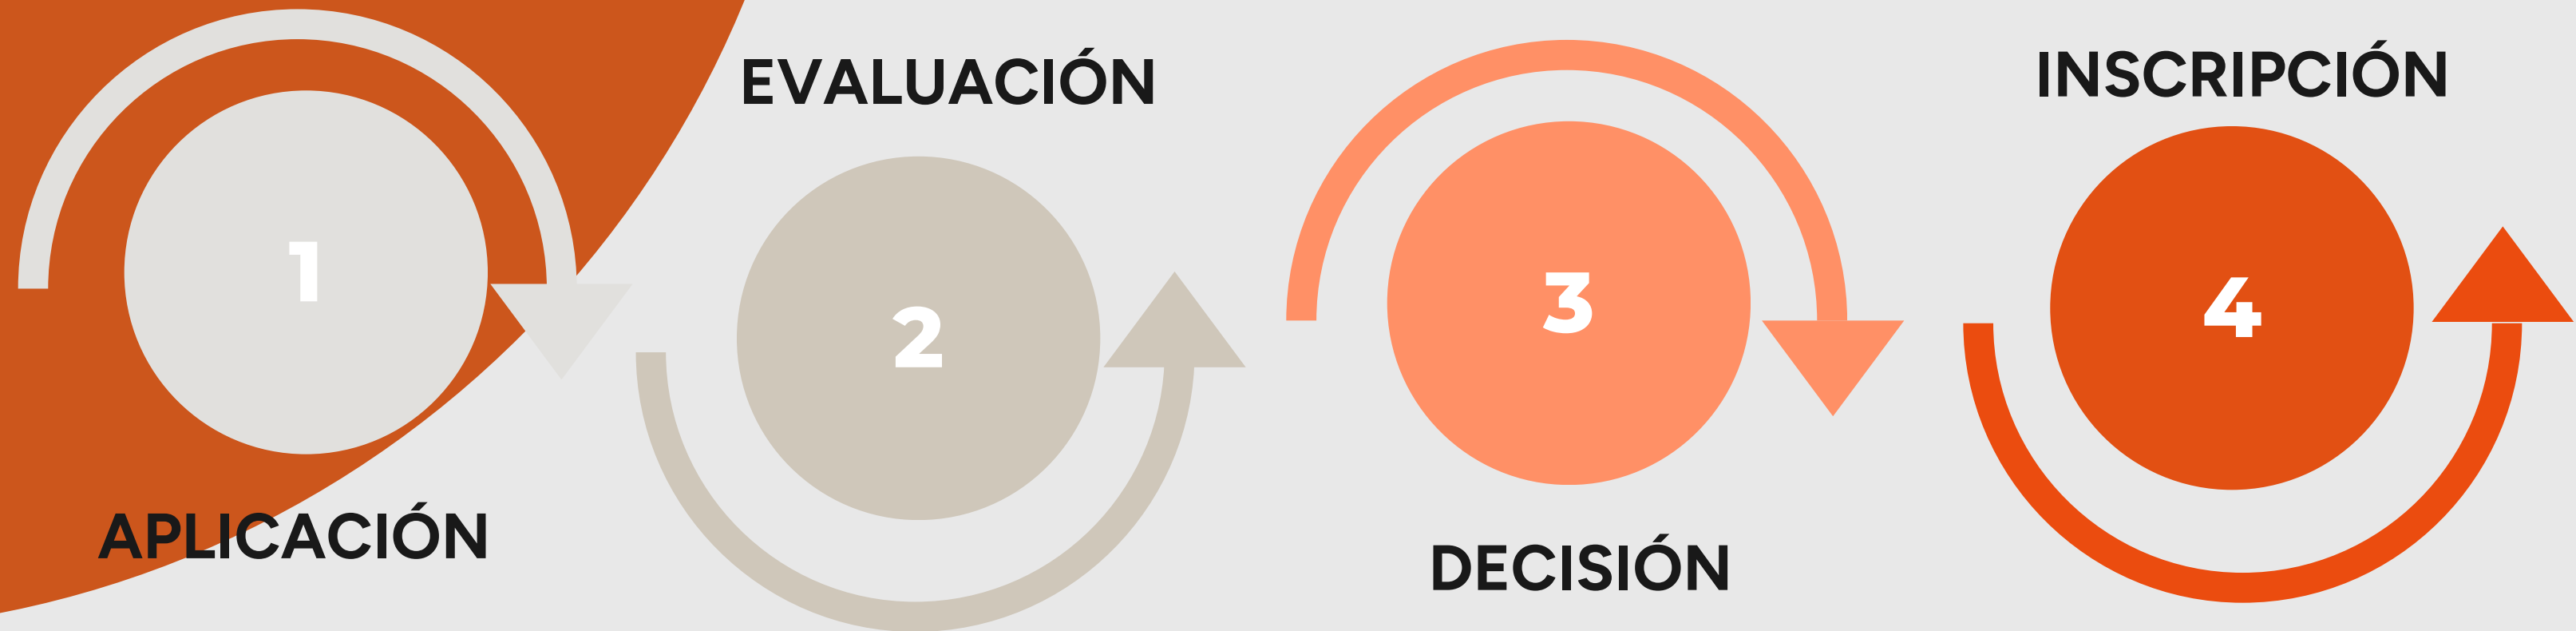 1
APLICACIÓN
EVALUACIÓN
2
3
DECISIÓN
INSCRIPCIÓN
4